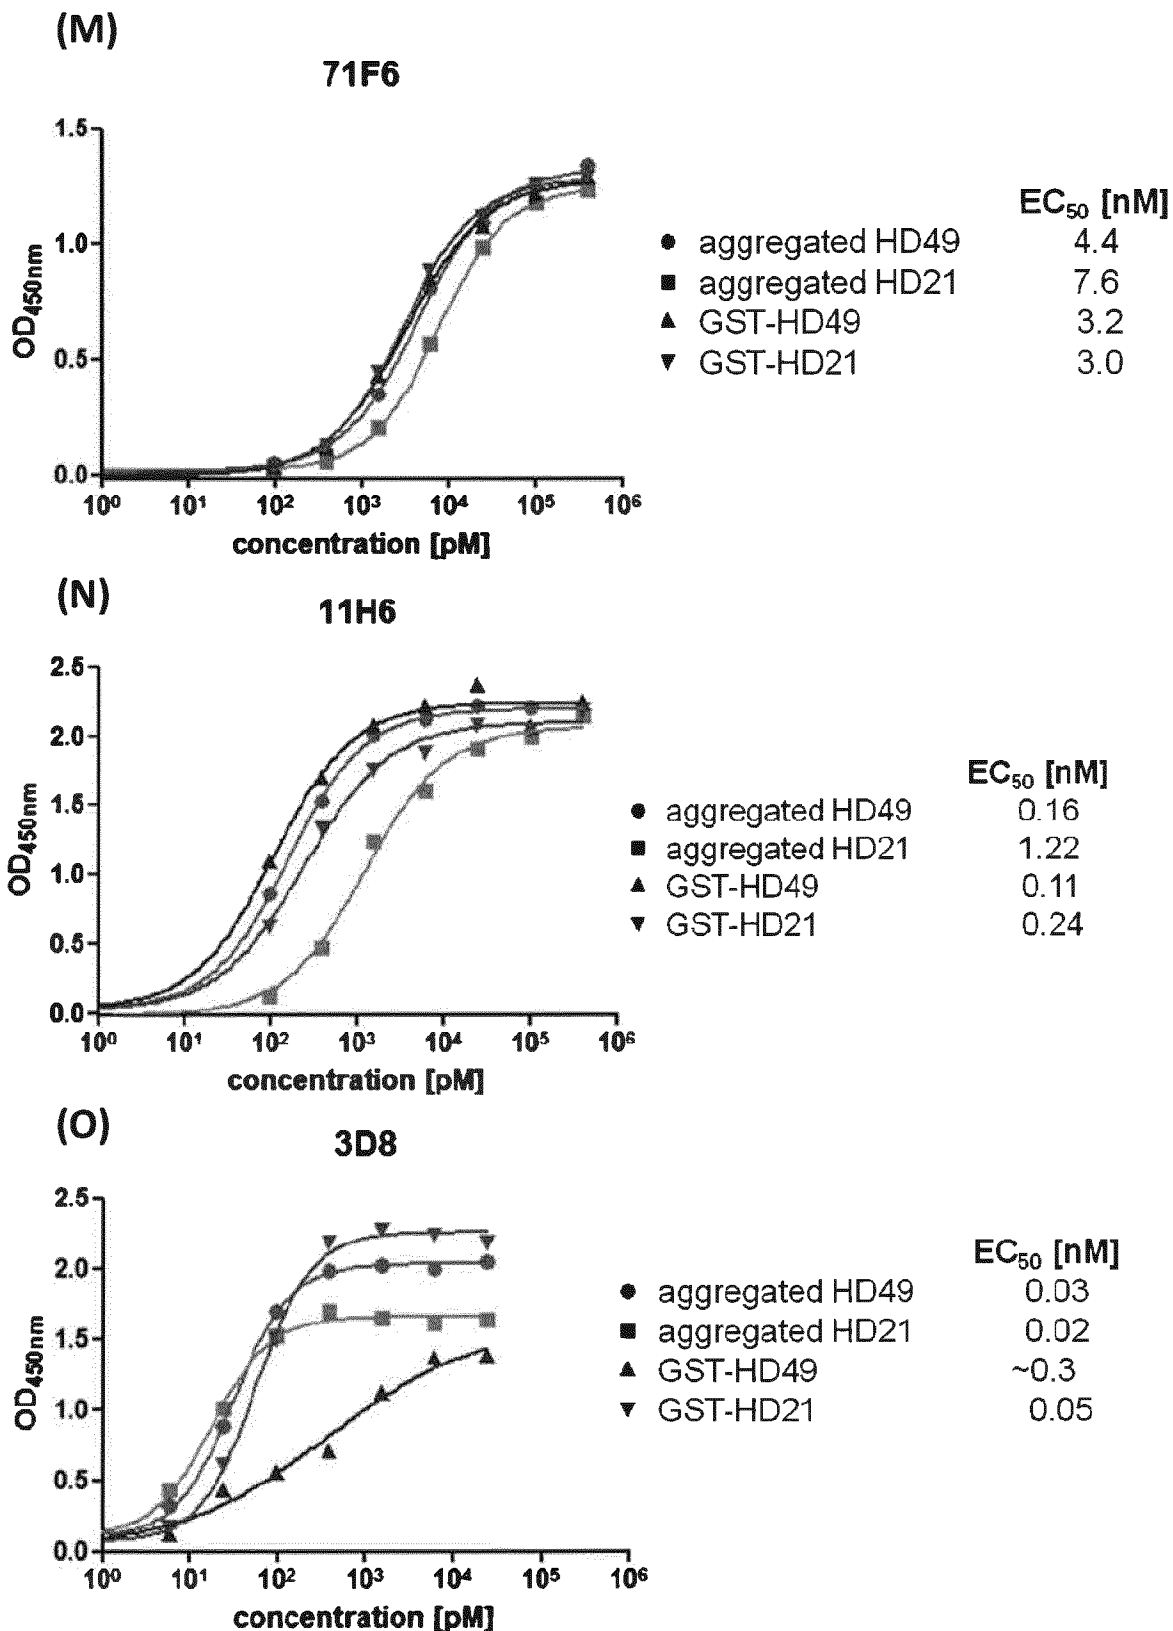 (M)
71F6
1.5
1.0
0.5
0.0
OD450nm
10⁰ 10¹ 10² 10³ 10⁴ 10⁵ 10⁶
concentration [pM]
EC₅₀ [nM]
aggregated HD49 4.4
aggregated HD21 7.6
GST-HD49 3.2
GST-HD21 3.0
(N)
11H6
2.5
2.0
1.5
1.0
0.5
0.0
OD450nm
10⁰ 10¹ 10² 10³ 10⁴ 10⁵ 10⁶
concentration [pM]
EC₅₀ [nM]
aggregated HD49 0.16
aggregated HD21 1.22
GST-HD49 0.11
GST-HD21 0.24
(O)
3D8
2.5
2.0
1.5
1.0
0.5
0.0
OD450nm
10⁰ 10¹ 10² 10³ 10⁴ 10⁵ 10⁶
concentration [pM]
EC₅₀ [nM]
aggregated HD49 0.03
aggregated HD21 0.02
GST-HD49 ~0.3
GST-HD21 0.05